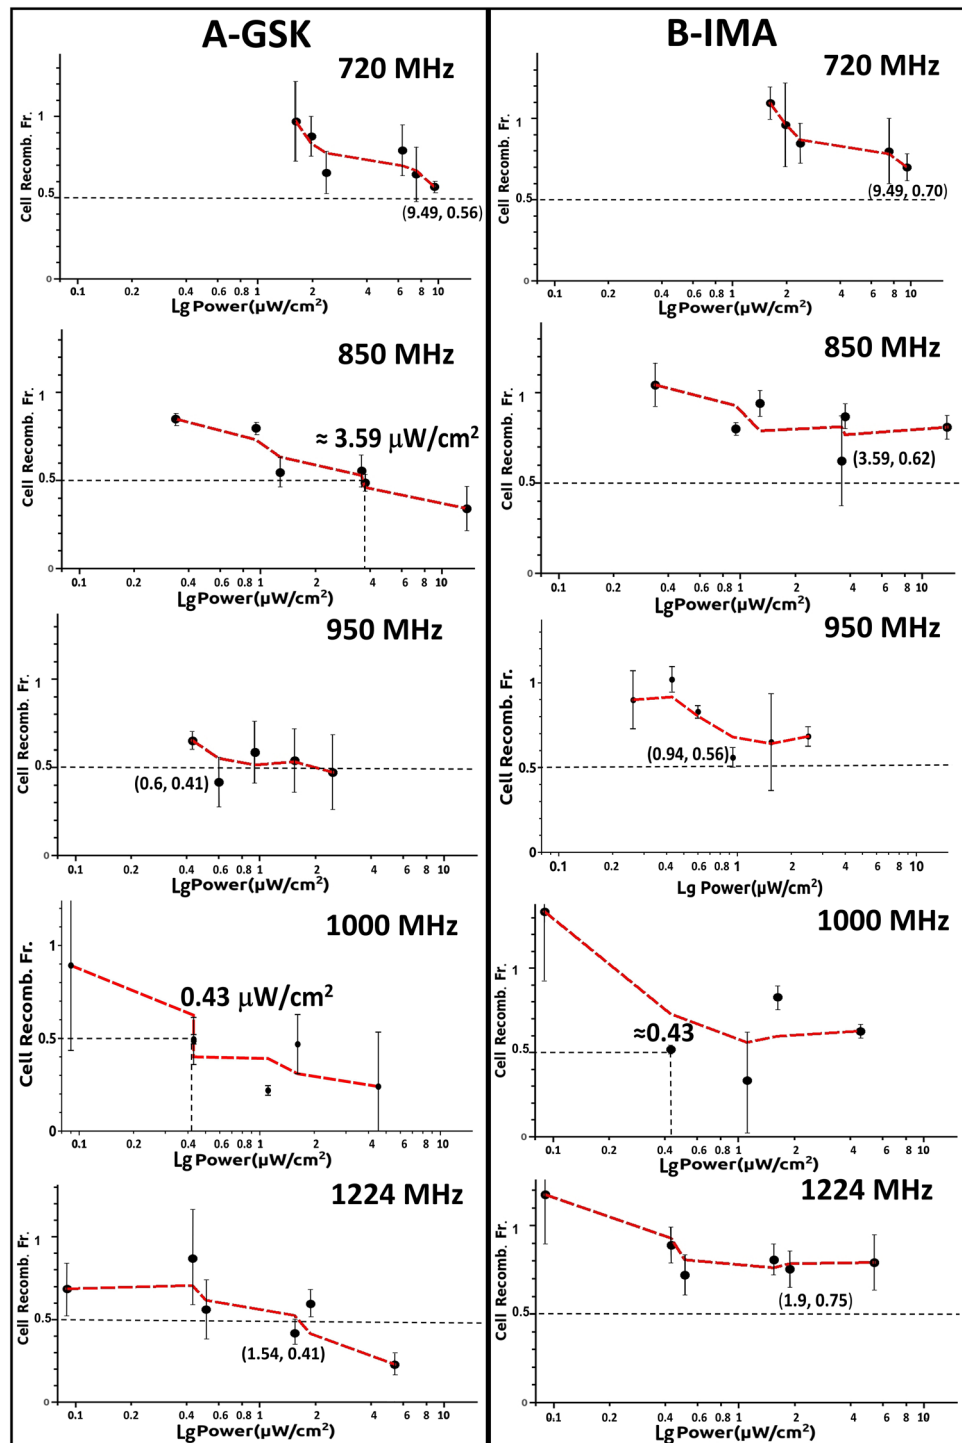 A-GSK
720 MHz
Cell Recomb. Fr.
1
0.5
0
(9.49, 0.56)
0.1 0.2 0.4 0.6 0.8 1 2 4 6 8 10
Lg Power(µW/cm²)
850 MHz
Cell Recomb. Fr.
1
≈ 3.59 µW/cm²
0.5
0
0.1 0.2 0.4 0.6 0.8 1 2 4 6 8 10
Lg Power(µW/cm²)
950 MHz
Cell Recomb. Fr.
1
0.5
(0.6, 0.41)
0
0.1 0.2 0.4 0.6 0.8 1 2 4 6 8
Lg Power(µW/cm²)
1000 MHz
Cell Recomb. Fr.
1
0.43 µW/cm²
0.5
0
0.1 0.2 0.4 0.6 0.8 1 2 4 6 8
Lg Power(µW/cm²)
1224 MHz
Cell Recomb. Fr.
1
0.5
(1.54, 0.41)
0
0.1 0.2 0.4 0.6 0.8 1 2 4 6 8
Lg Power(µW/cm²)
B-IMA
720 MHz
Cell Recomb. Fr.
1
(9.49, 0.70)
0.5
0
0.1 0.2 0.4 0.6 0.8 1 2 4 6 8 10
Lg Power(µW/cm²)
850 MHz
Cell Recomb. Fr.
1
(3.59, 0.62)
0.5
0
0.1 0.2 0.4 0.6 0.8 1 2 4 6 8 10
Lg Power(µW/cm²)
950 MHz
Cell Recomb. Fr.
1
(0.94, 0.56)
0.5
0
0.1 0.2 0.4 0.6 0.8 1 2 4 6 8
Lg Power(µW/cm²)
1000 MHz
Cell Recomb. Fr.
1
≈0.43
0.5
0
0.1 0.2 0.4 0.6 0.8 1 2 4 6 8
Lg Power(µW/cm²)
1224 MHz
Cell Recomb. Fr.
1
(1.9, 0.75)
0.5
0
0.1 0.2 0.4 0.6 0.8 1 2 4 6 8
Lg Power(µW/cm²)